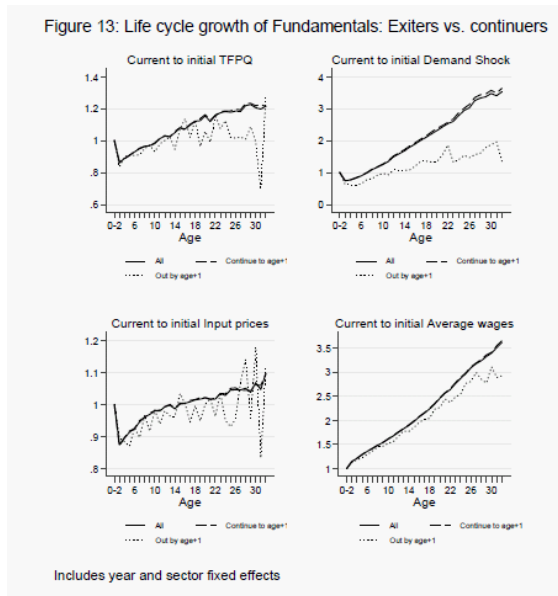 Figure 13: Life cycle growth of Fundamentals: Exiters vs. continuers
Current to initial TFPQ
1.4
1.2
1
.8
.6
0-2 6 10 14 18 22 26 30
Age
All Continue to age+1
Out by age+1
Current to initial Demand Shock
4
3
2
1
0
0-2 6 10 14 18 22 26 30
Age
All Continue to age+1
Out by age+1
Current to initial Input prices
1.2
1.1
1
.9
.8
0-2 6 10 14 18 22 26 30
Age
All Continue to age+1
Out by age+1
Current to initial Average wages
3.5
3
2.5
2
1.5
1
0-2 6 10 14 18 22 26 30
Age
All Continue to age+1
Out by age+1
Includes year and sector fixed effects